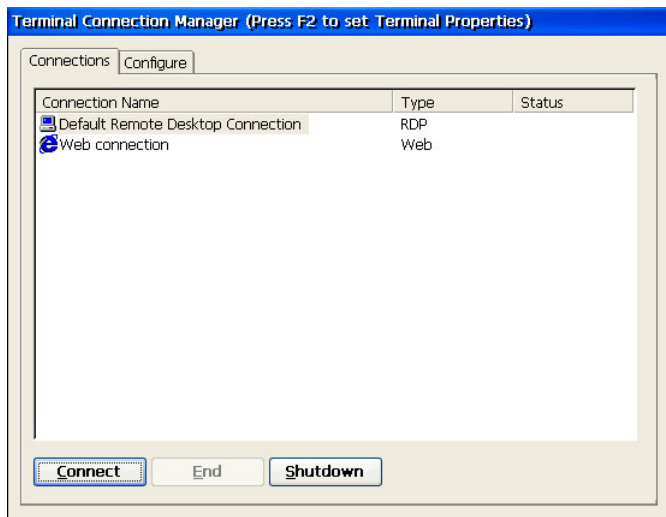 Terminal Connection Manager (Press F2 to set Terminal Properties)
Connections Configure
Connection Name Type Status
Default Remote Desktop Connection RDP
Web connection Web
Connect End Shutdown